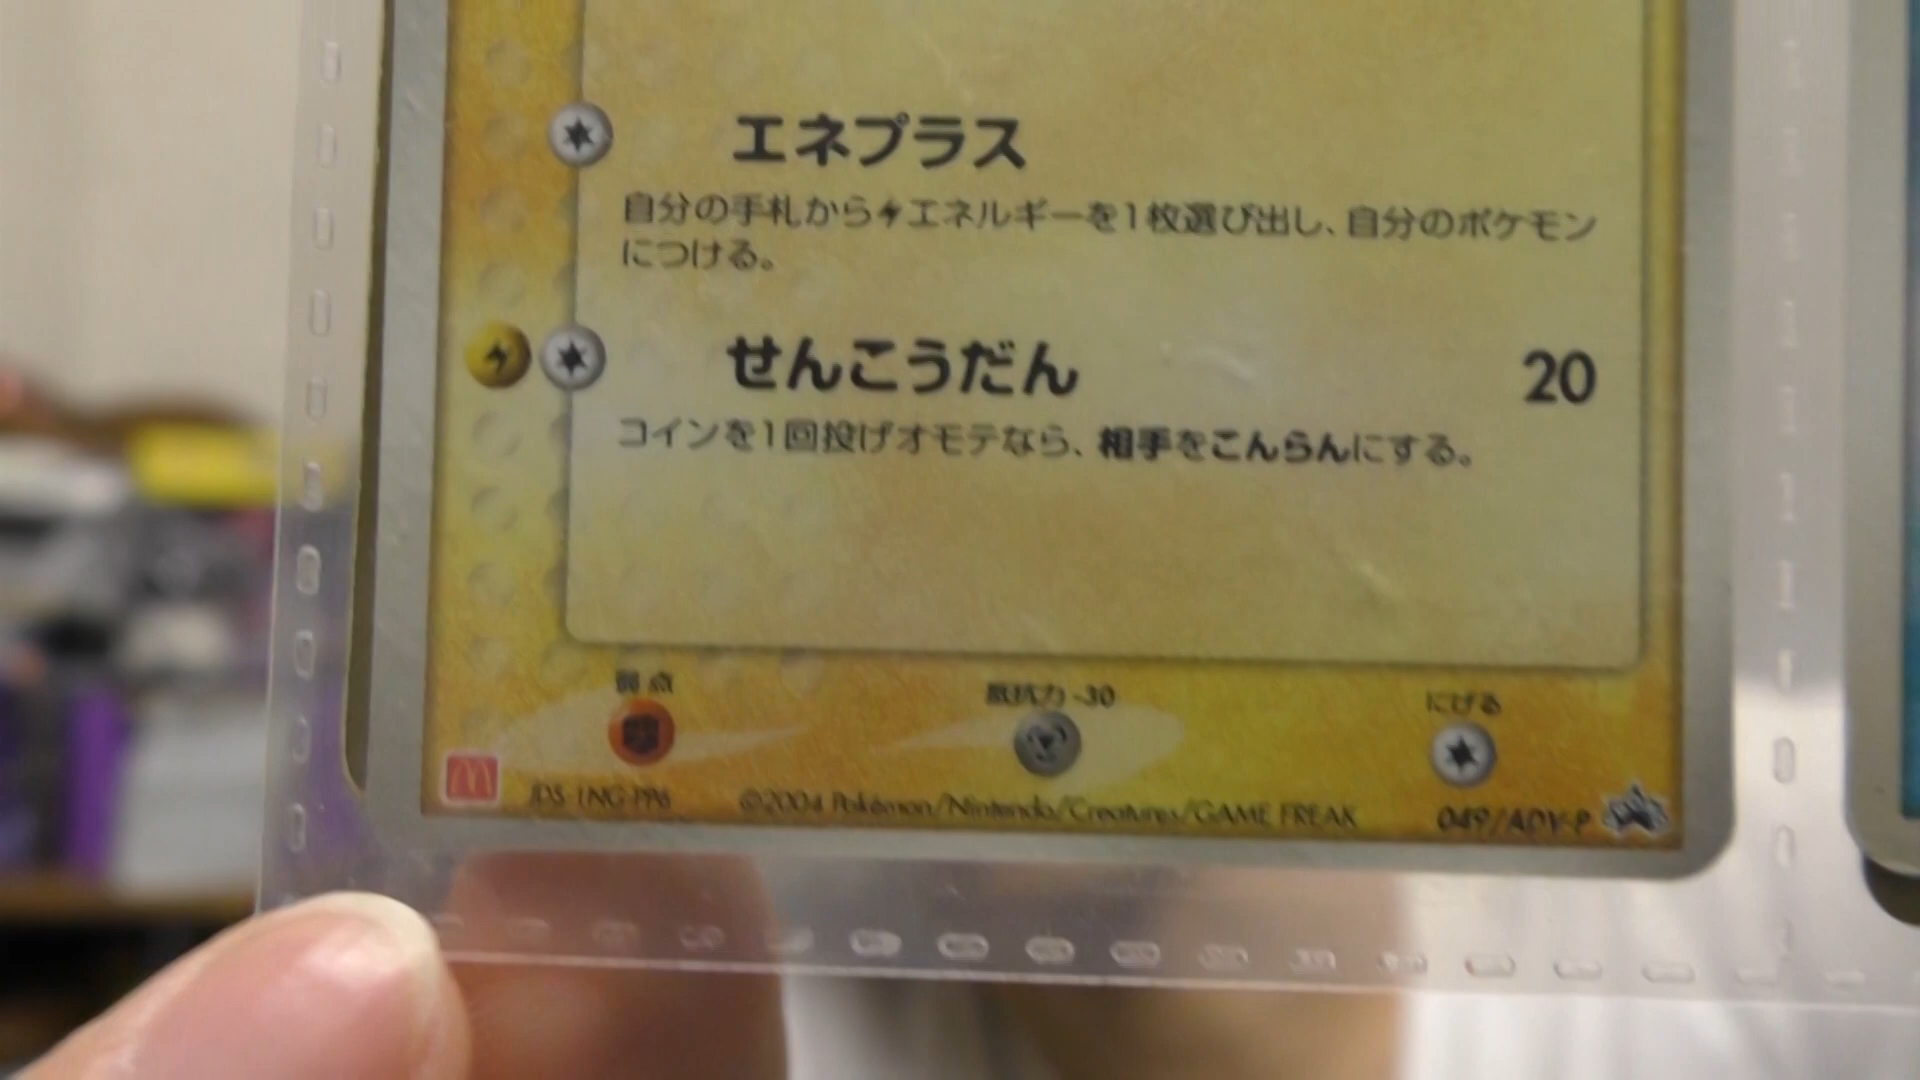 エネプラス
自分の手札からエネルギーを1枚選び出し、自分のポケモン
につける。
せんこうだん 20
コインを1回投げオモテなら、相手をこんらんにする。
弱点 抵抗力 -30 にげる
©2004 Pokémon/Nintendo/Creatures/GAME FREAK 049/ADV-P